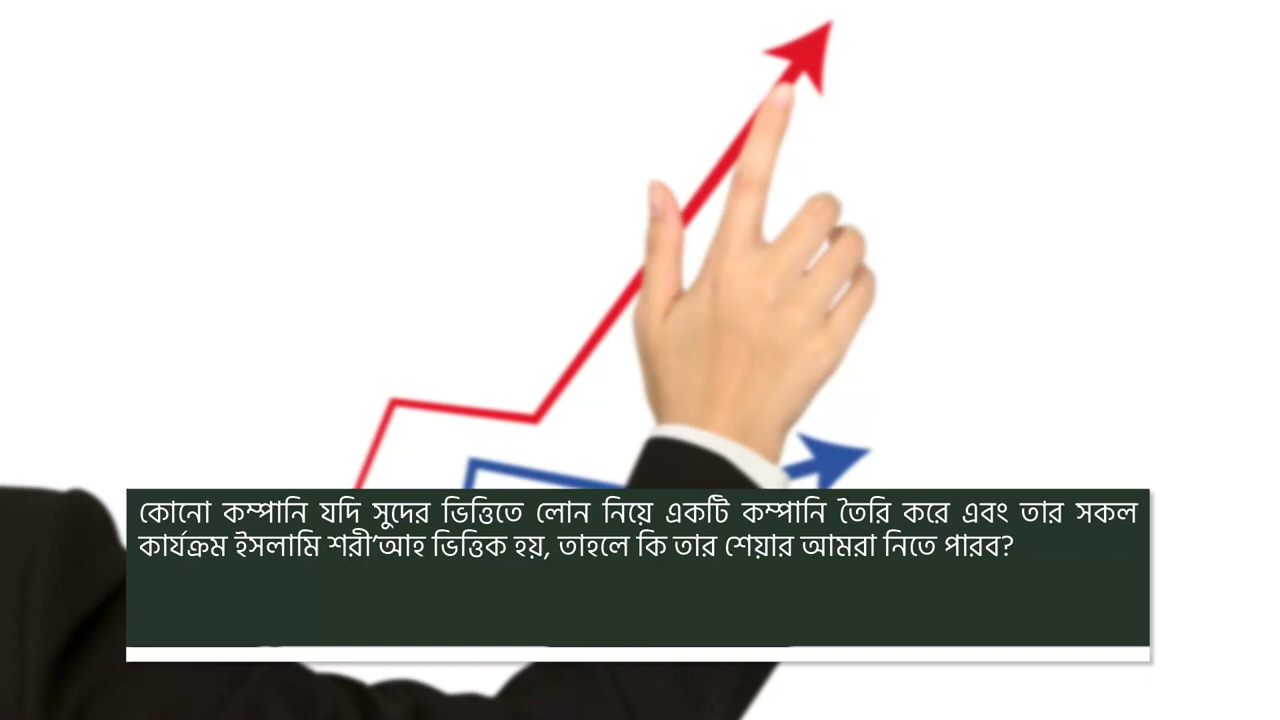 কোনো কম্পানি যদি সুদের ভিত্তিতে লোন নিয়ে একটি কম্পানি তৈরি করে এবং তার সকল
কার্যক্রম ইসলামি শরী’আহ ভিত্তিক হয়, তাহলে কি তার শেয়ার আমরা নিতে পারব?